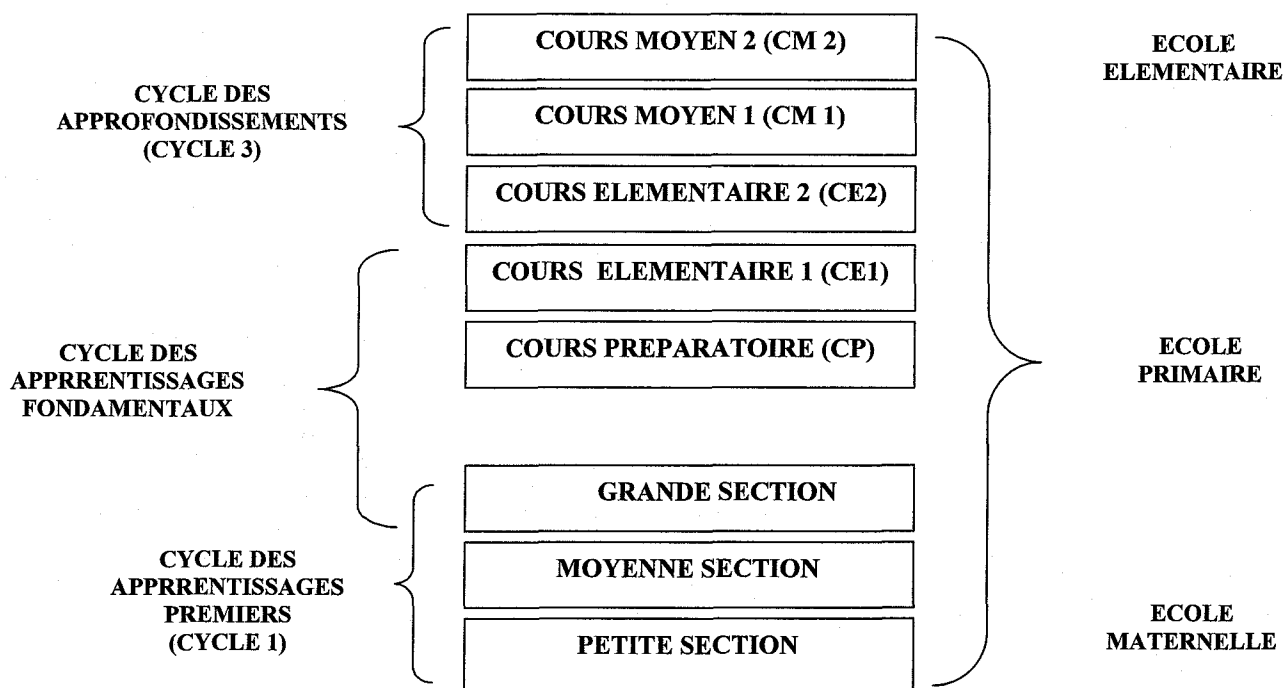 CYCLE DES
APPROFONDISSEMENTS
(CYCLE 3)
CYCLE DES
APPRRENTISSAGES
FONDAMENTAUX
CYCLE DES
APPRRENTISSAGES
PREMIERS
(CYCLE 1)
COURS MOYEN 2 (CM 2)
COURS MOYEN 1 (CM 1)
COURS ELEMENTAIRE 2 (CE2)
COURS ELEMENTAIRE 1 (CE1)
COURS PREPARATOIRE (CP)
GRANDE SECTION
MOYENNE SECTION
PETITE SECTION
ECOLE
ELEMENTAIRE
ECOLE
PRIMAIRE
ECOLE
MATERNELLE